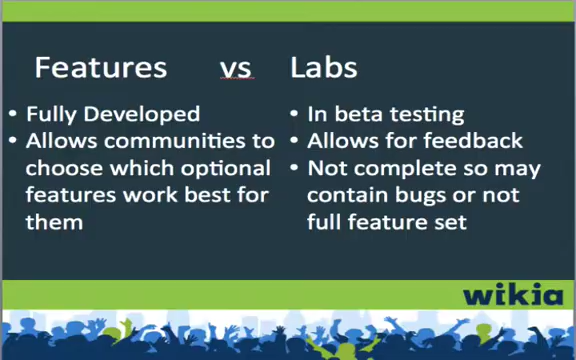 Features vs Labs
• Fully Developed
• Allows communities to
choose which optional
features work best for
them
• In beta testing
• Allows for feedback
• Not complete so may
contain bugs or not
full feature set
wikia